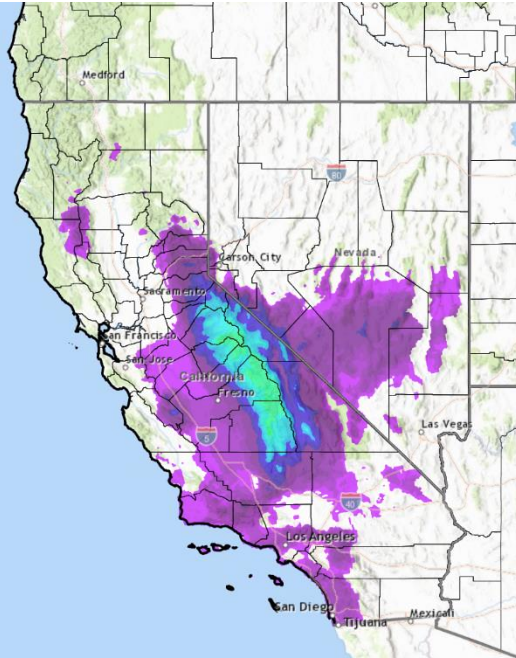 Medford
80
Nevada
Carson City
Sacramento
San Francisco
San Jose
California
Fresno
5
Las Vegas
40
Los Angeles
San Diego
Tijuana
Mexicali